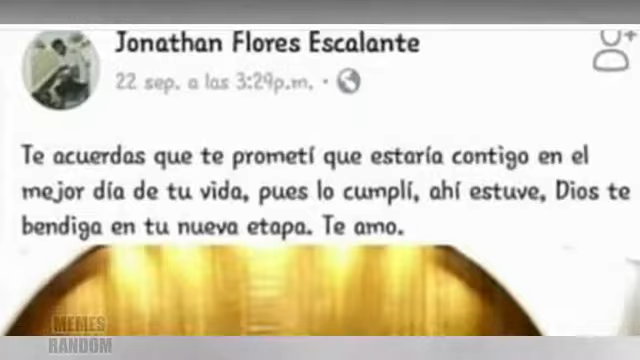 Jonathan Flores Escalante
22 sep. a las 3:29p.m. ·
Te acuerdas que te prometí que estaría contigo en el
mejor día de tu vida, pues lo cumplí, ahí estuve, Dios te
bendiga en tu nueva etapa. Te amo.
MEMES
RANDOM